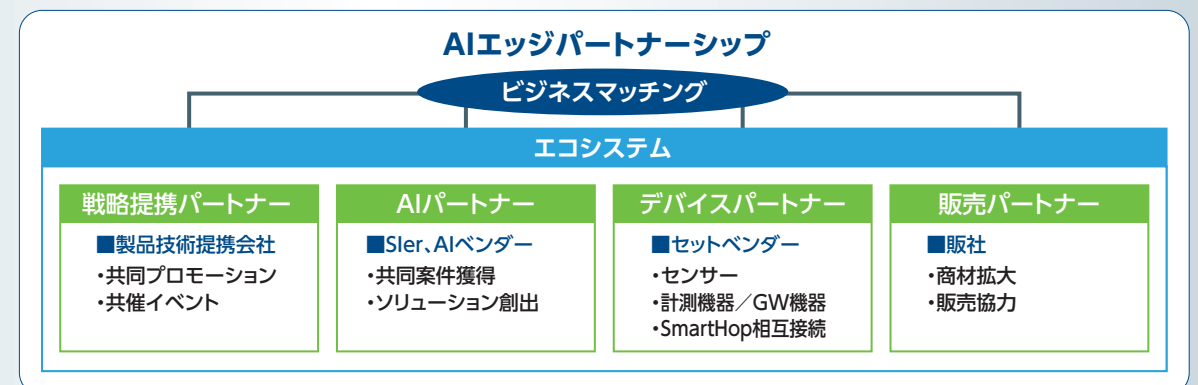 AIエッジパートナーシップ
ビジネスマッチング
エコシステム
戦略提携パートナー
■製品技術提携会社
・共同プロモーション
・共催イベント
AIパートナー
■SIer、AIベンダー
・共同案件獲得
・ソリューション創出
デバイスパートナー
■セットベンダー
・センサー
・計測機器／GW機器
・SmartHop相互接続
販売パートナー
■販社
・商材拡大
・販売協力